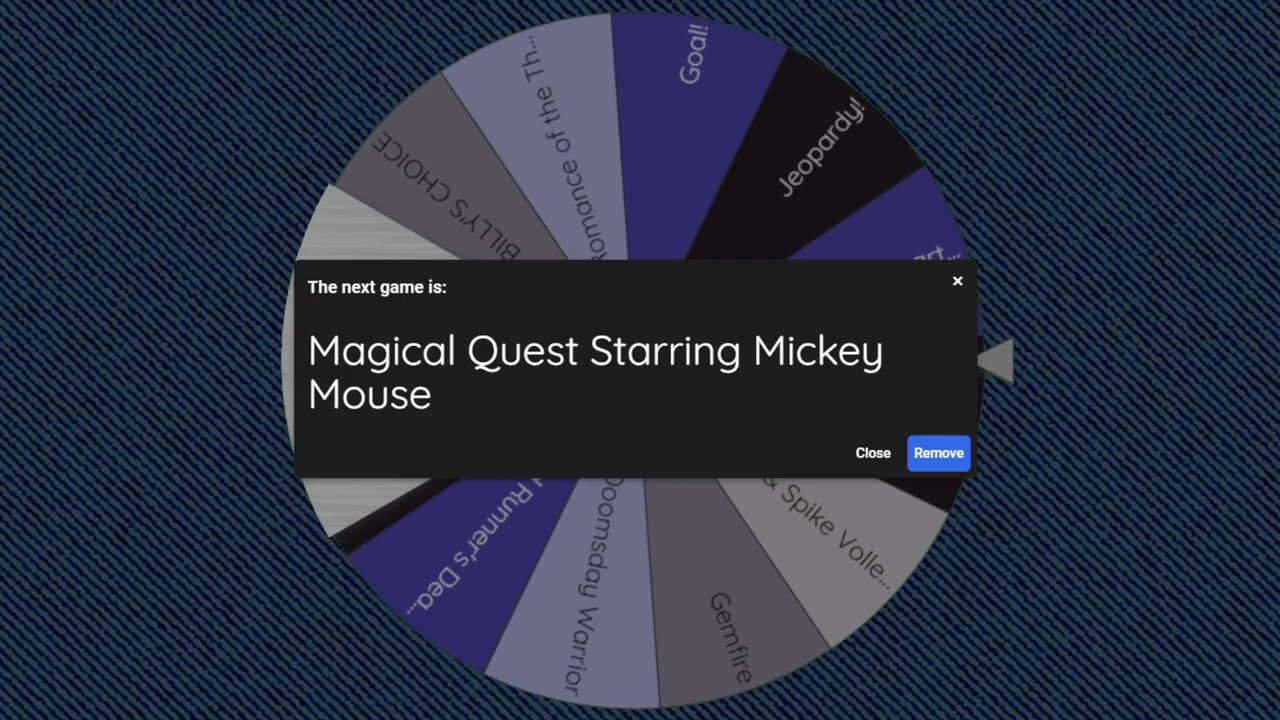 Goal!
Romance of the Th...
Jeopardy!
BILLY'S CHOICE
art...
The next game is:
×
Magical Quest Starring Mickey
Mouse
Close
Remove
Runner's Dea...
Doomsday Warrior
Gemfire
& Spike Volle...